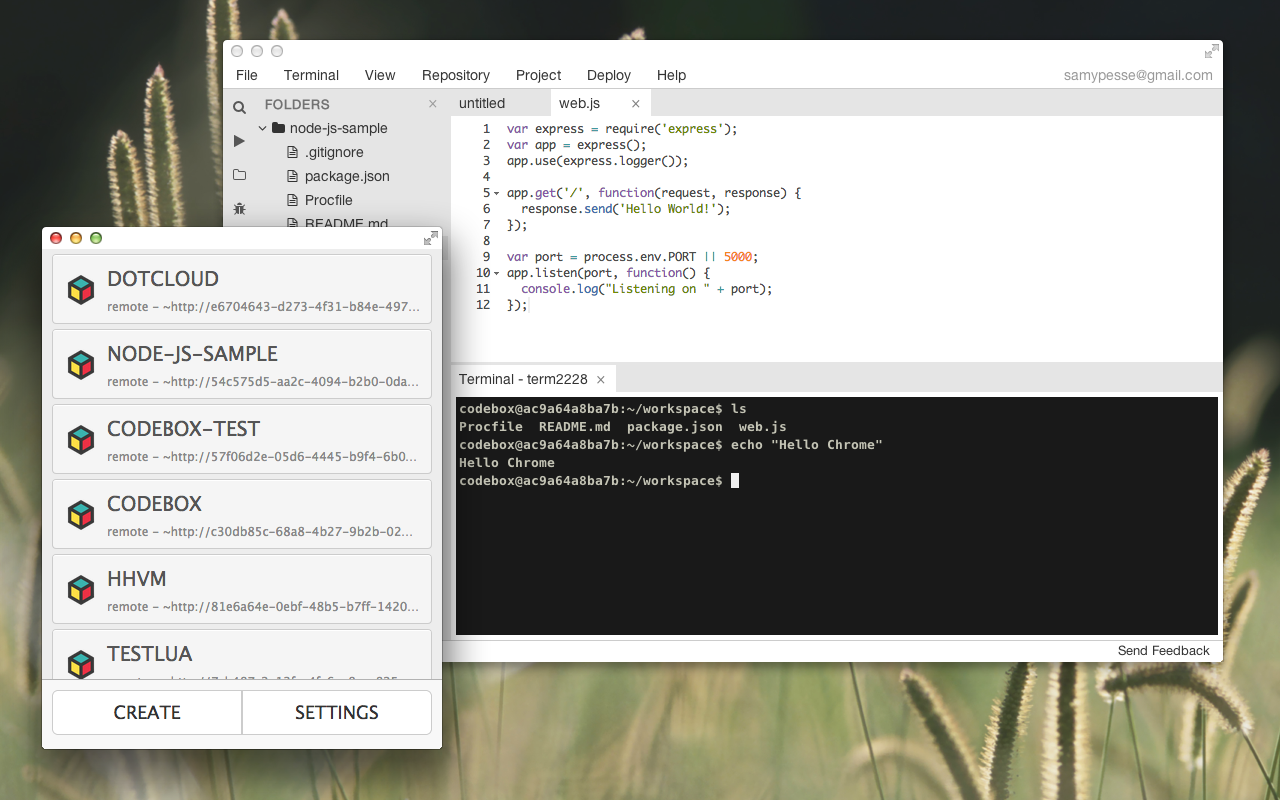 File Terminal View Repository Project Deploy Help samypesse@gmail.com
FOLDERS
node-js-sample
.gitignore
package.json
Procfile
README.md
untitled web.js
1 var express = require('express');
2 var app = express();
3 app.use(express.logger());
4
5 app.get('/', function(request, response) {
6 response.send('Hello World!');
7 });
8
9 var port = process.env.PORT || 5000;
10 app.listen(port, function() {
11 console.log("Listening on " + port);
12 });
Terminal - term2228
codebox@ac9a64a8ba7b:~/workspace$ ls
Procfile README.md package.json web.js
codebox@ac9a64a8ba7b:~/workspace$ echo "Hello Chrome"
Hello Chrome
codebox@ac9a64a8ba7b:~/workspace$
Send Feedback
DOTCLOUD
remote - ~http://e6704643-d273-4f31-b84e-497...
NODE-JS-SAMPLE
remote - ~http://54c575d5-aa2c-4094-b2b0-0da...
CODEBOX-TEST
remote - ~http://57f06d2e-05d6-4445-b9f4-6b0...
CODEBOX
remote - ~http://c30db85c-68a8-4b27-9b2b-02...
HHVM
remote - ~http://81e6a64e-0ebf-48b5-b7ff-1420...
TESTLUA
CREATE SETTINGS